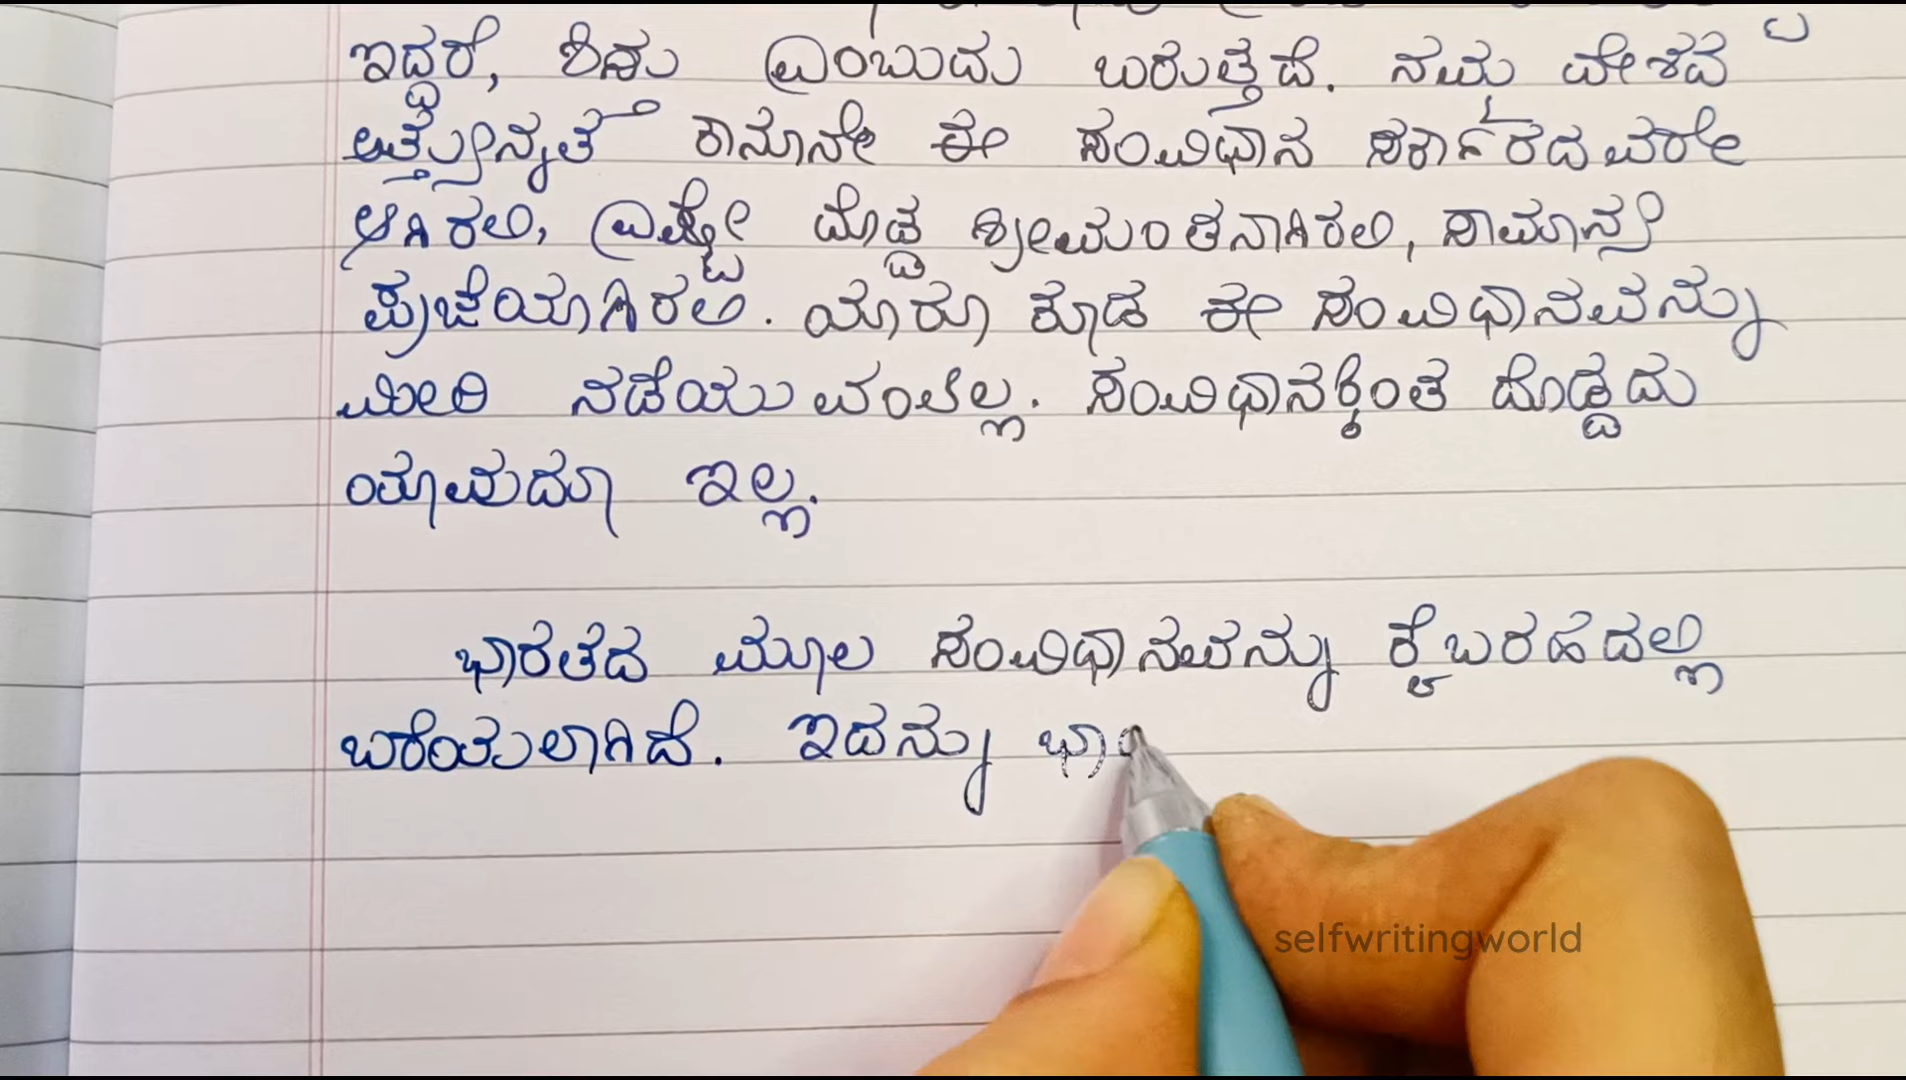 ಇದ್ದರೆ, ಶಿಕ್ಷೆ ಎಂಬುದು ಬರುತ್ತದೆ. ನಮ್ಮ ದೇಶದ
ಅತ್ಯುನ್ನತ ಕಾನೂನೇ ಈ ಸಂವಿಧಾನ ಸರ್ಕಾರದವರೇ
ಆಗಿರಲಿ, ಎಷ್ಟೇ ದೊಡ್ಡ ಶ್ರೀಮಂತನಾಗಿರಲಿ, ಸಾಮಾನ್ಯ
ಪ್ರಜೆಯಾಗಿರಲಿ. ಯಾರೂ ಕೂಡ ಈ ಸಂವಿಧಾನವನ್ನು
ಮೀರಿ ನಡೆಯುವಂತಿಲ್ಲ. ಸಂವಿಧಾನಕ್ಕಿಂತ ದೊಡ್ಡದು
ಯಾವುದೂ ಇಲ್ಲ.
ಭಾರತದ ಮೂಲ ಸಂವಿಧಾನವನ್ನು ಕೈಬರಹದಲ್ಲಿ
ಬರೆಯಲಾಗಿದೆ. ಇದನ್ನು ಭಾ
selfwritingworld